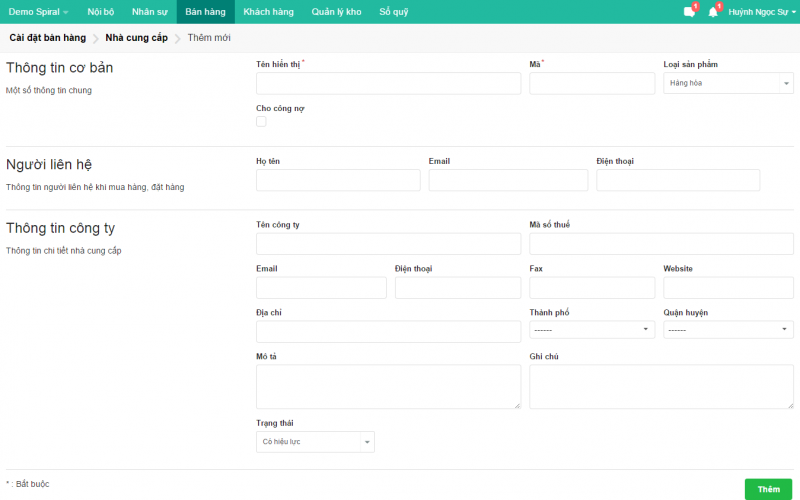 Demo Spiral Nội bộ Nhân sự Bán hàng Khách hàng Quản lý kho Sổ quỹ 1 1 Huỳnh Ngọc Sự
Cài đặt bán hàng Nhà cung cấp Thêm mới
Thông tin cơ bản
Một số thông tin chung
Tên hiển thị * Mã * Loại sản phẩm
Hàng hóa
Cho công nợ
Người liên hệ
Thông tin người liên hệ khi mua hàng, đặt hàng
Họ tên Email Điện thoại
Thông tin công ty
Thông tin chi tiết nhà cung cấp
Tên công ty Mã số thuế
Email Điện thoại Fax Website
Địa chỉ Thành phố Quận huyện
------ ------
Mô tả Ghi chú
Trạng thái
Có hiệu lực
* : Bắt buộc
Thêm